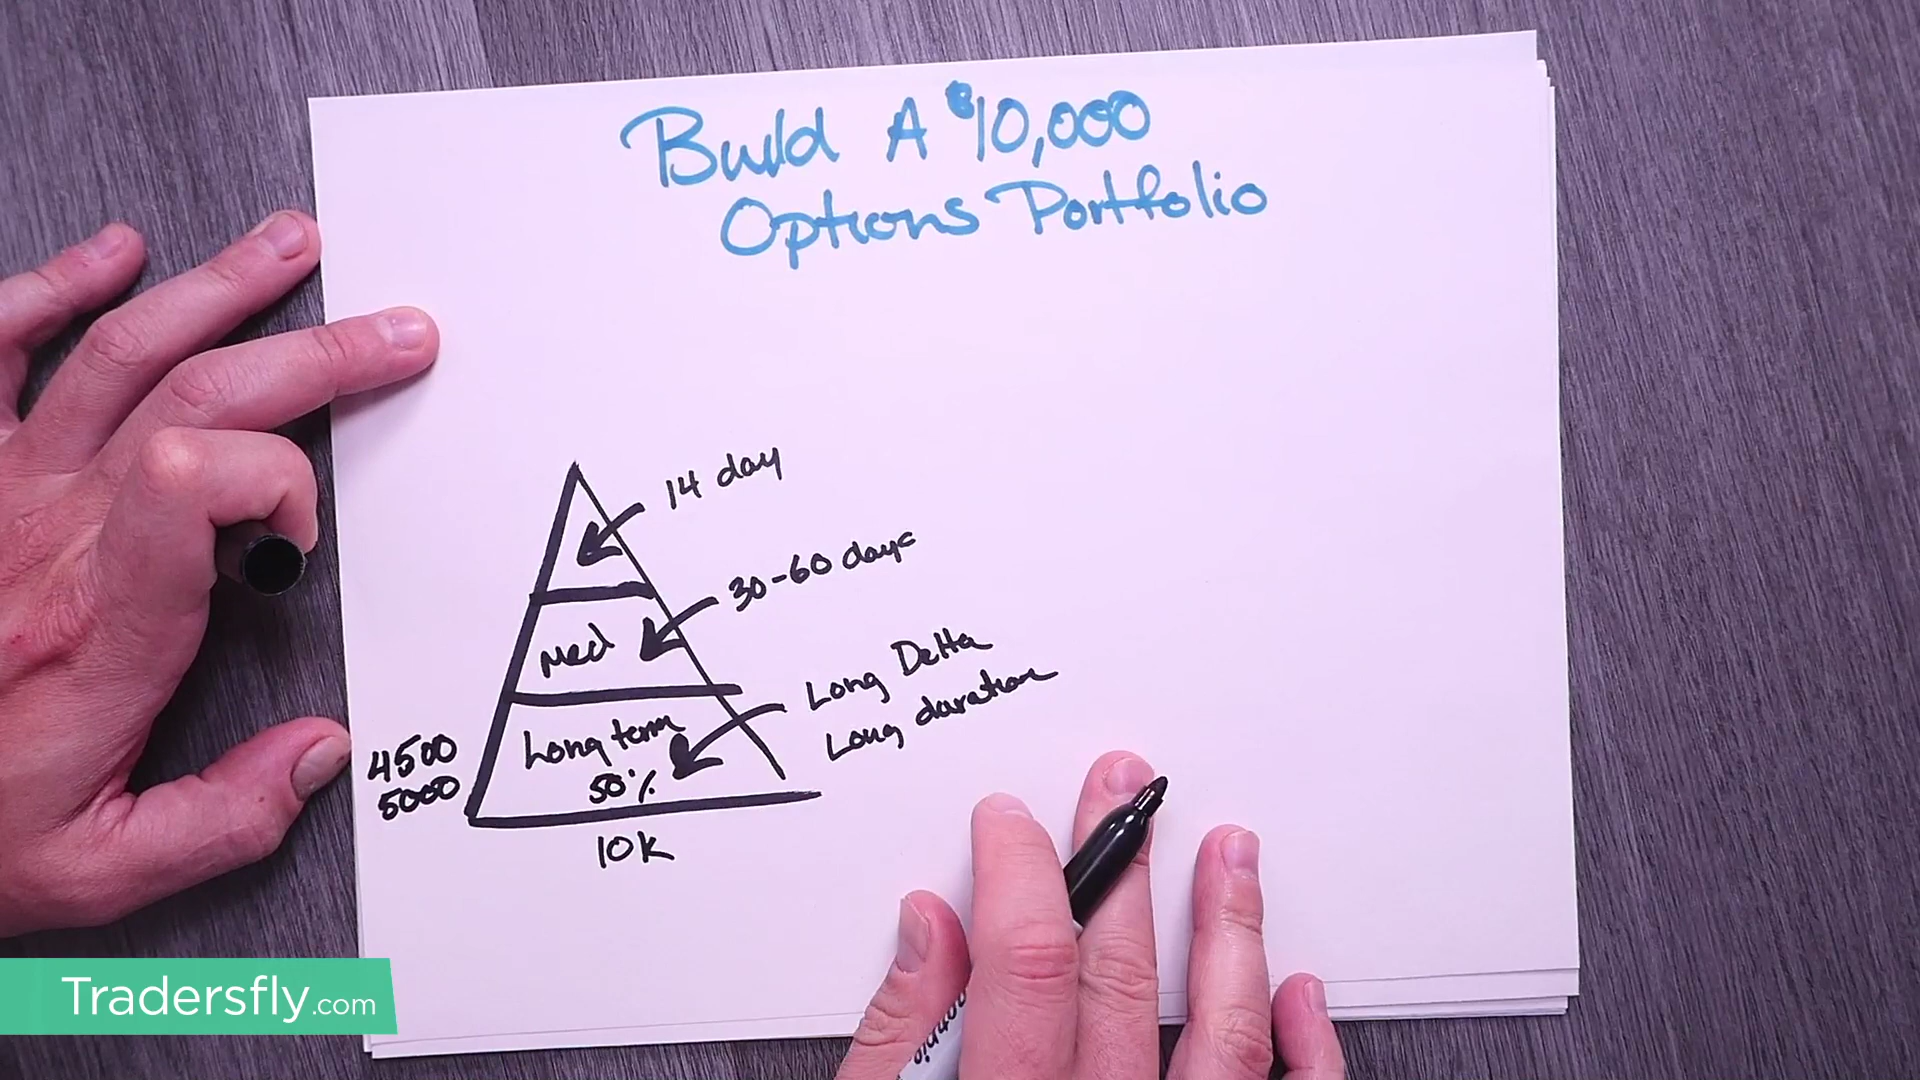 Build A $10,000
Options Portfolio
14 day
30-60 days
Med
Long Delta
Long duration
Long term
50%
4500
5000
10k
Tradersfly.com